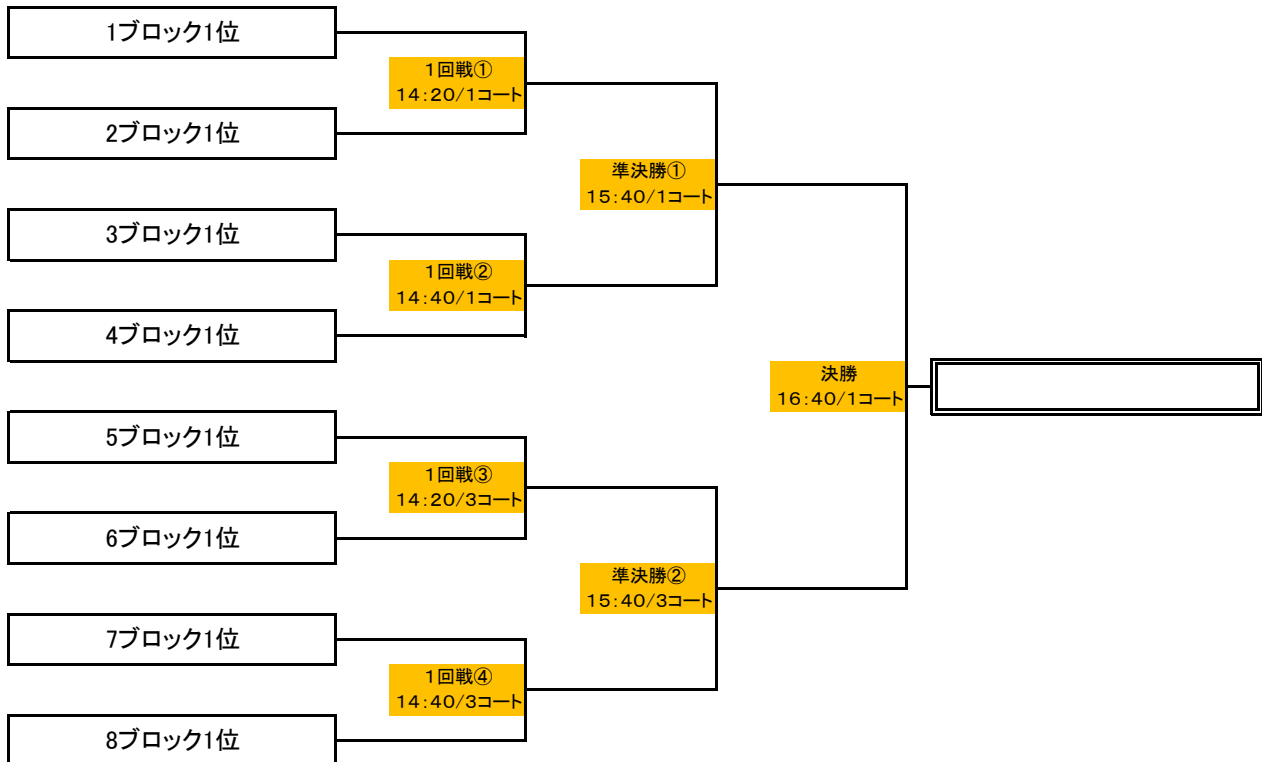 1ブロック1位
1回戦①
14:20/1コート
2ブロック1位
準決勝①
15:40/1コート
3ブロック1位
1回戦②
14:40/1コート
4ブロック1位
決勝
16:40/1コート
5ブロック1位
1回戦③
14:20/3コート
6ブロック1位
準決勝②
15:40/3コート
7ブロック1位
1回戦④
14:40/3コート
8ブロック1位